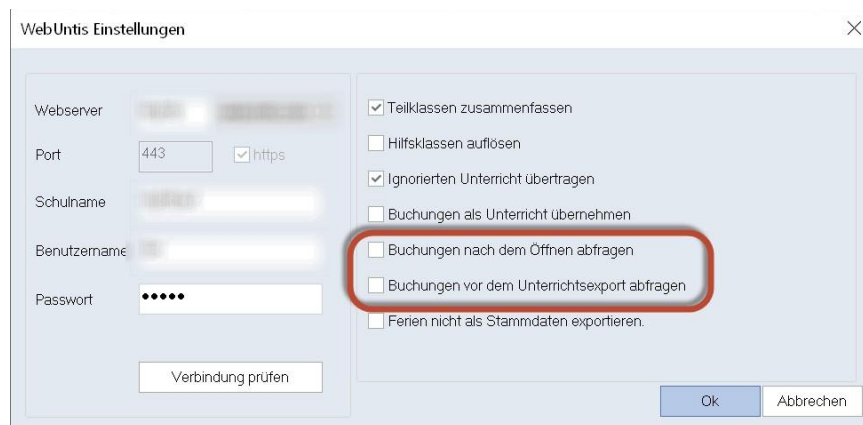 WebUntis Einstellungen
Webserver
Port
443
https
Schulname
Benutzername
Passwort
•••••
Verbindung prüfen
Teilklassen zusammenfassen
Hilfsklassen auflösen
Ignorierten Unterricht übertragen
Buchungen als Unterricht übernehmen
Buchungen nach dem Öffnen abfragen
Buchungen vor dem Unterrichtsexport abfragen
Ferien nicht als Stammdaten exportieren.
Ok
Abbrechen